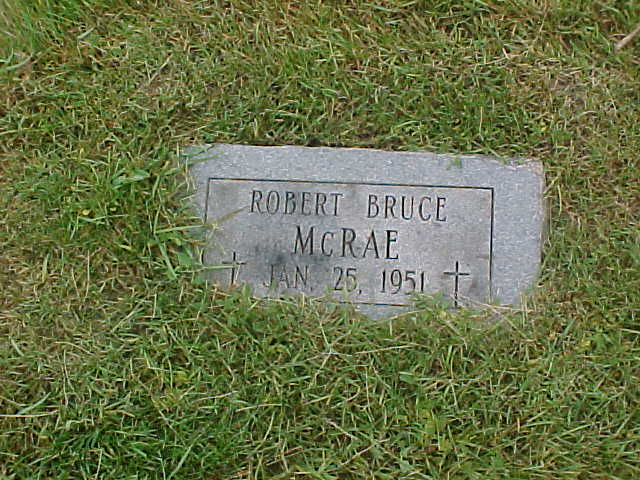 ROBERT BRUCE
McRAE
JAN. 25, 1951